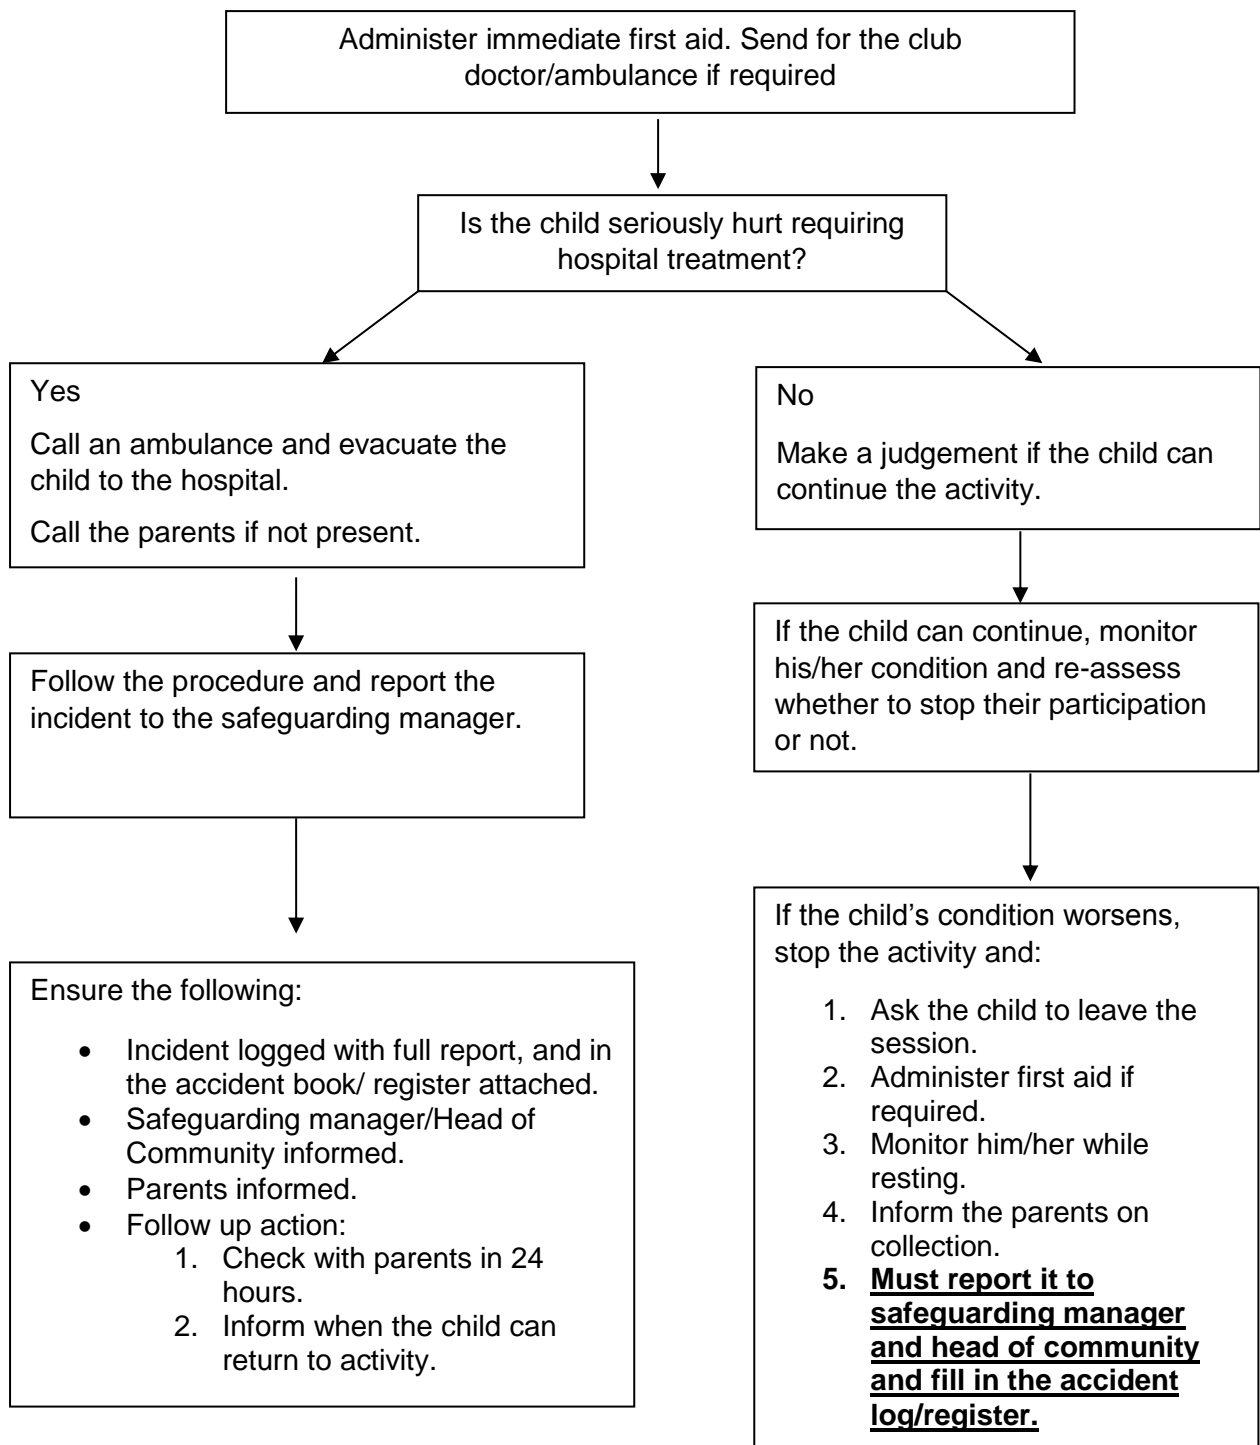 Administer immediate first aid. Send for the club
doctor/ambulance if required
Is the child seriously hurt requiring
hospital treatment?
Yes
Call an ambulance and evacuate the
child to the hospital.
Call the parents if not present.
No
Make a judgement if the child can
continue the activity.
Follow the procedure and report the
incident to the safeguarding manager.
If the child can continue, monitor
his/her condition and re-assess
whether to stop their participation
or not.
Ensure the following:
• Incident logged with full report, and in
the accident book/ register attached.
• Safeguarding manager/Head of
Community informed.
• Parents informed.
• Follow up action:
1. Check with parents in 24
hours.
2. Inform when the child can
return to activity.
If the child’s condition worsens,
stop the activity and:
1. Ask the child to leave the
session.
2. Administer first aid if
required.
3. Monitor him/her while
resting.
4. Inform the parents on
collection.
5. Must report it to
safeguarding manager
and head of community
and fill in the accident
log/register.